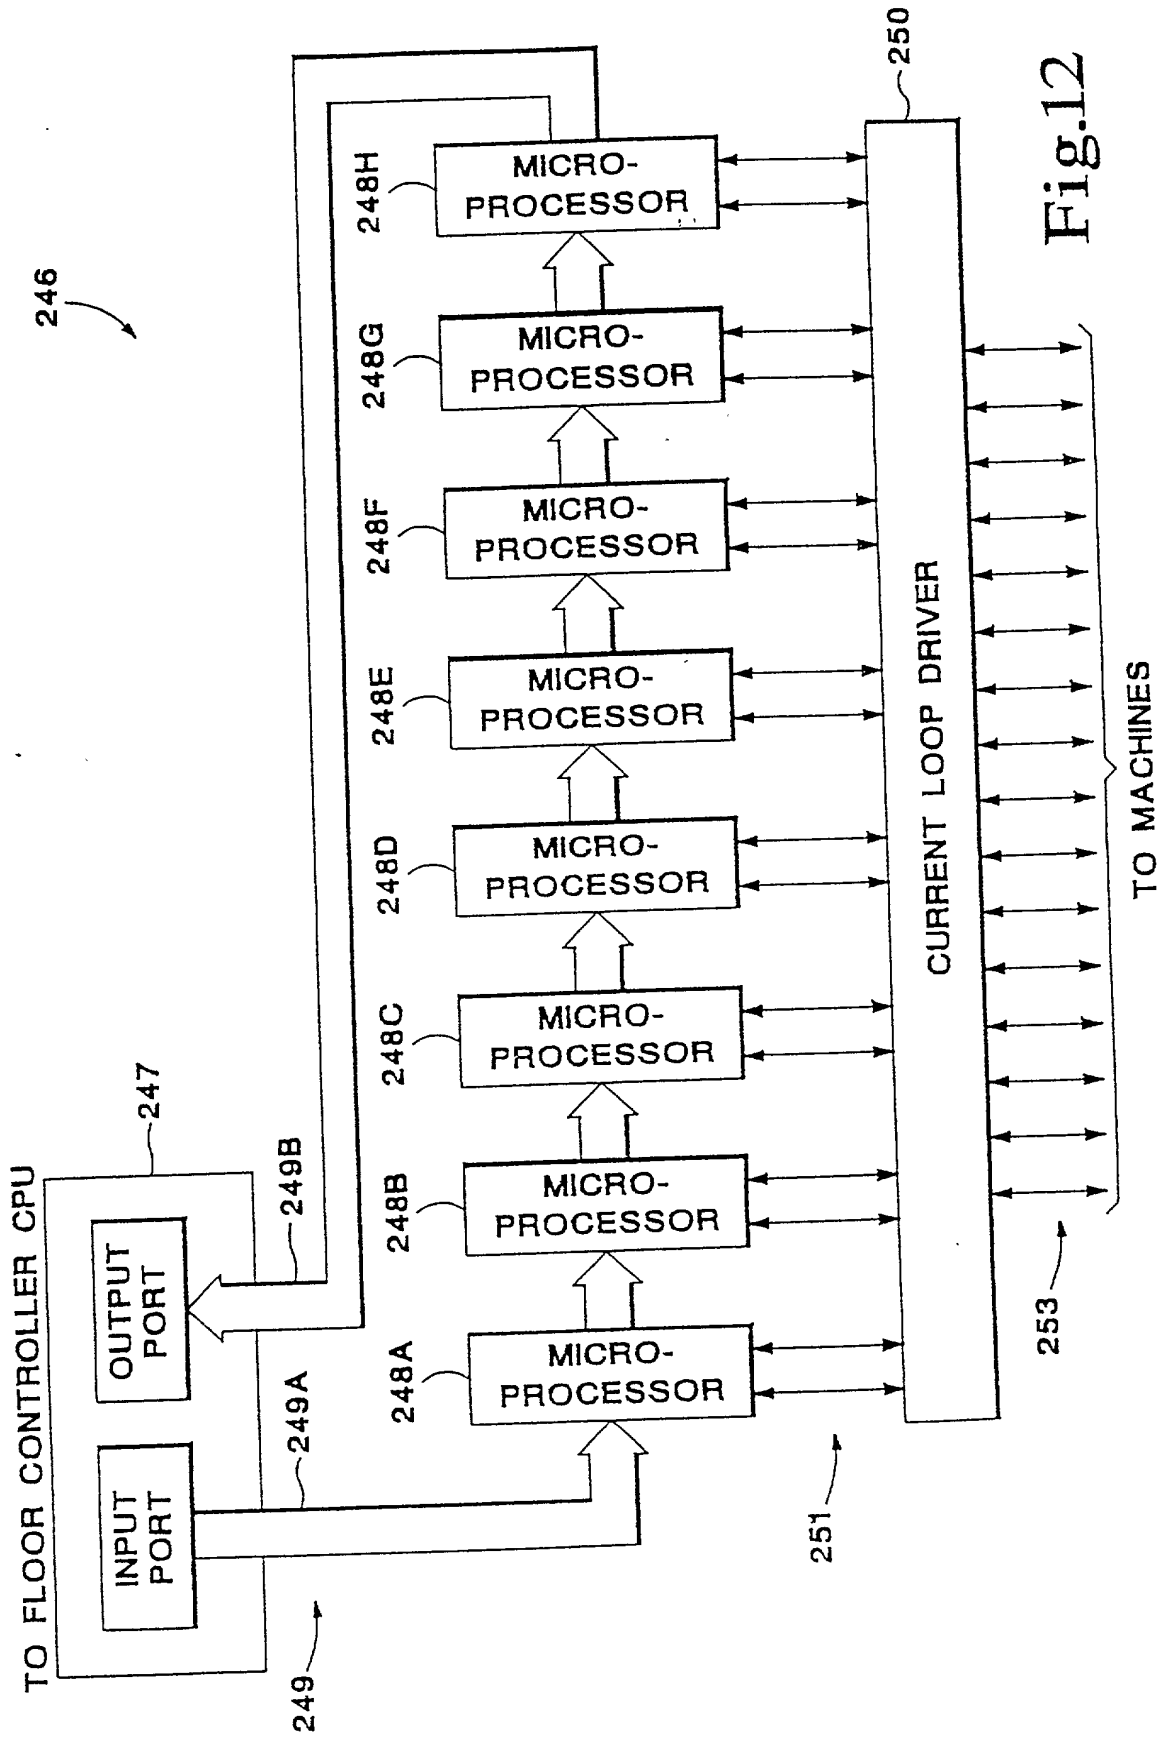 TO FLOOR CONTROLLER CPU
247
INPUT
PORT
OUTPUT
PORT
249
249A
249B
246
248A
248B
248C
248D
248E
248F
248G
248H
MICRO-
PROCESSOR
MICRO-
PROCESSOR
MICRO-
PROCESSOR
MICRO-
PROCESSOR
MICRO-
PROCESSOR
MICRO-
PROCESSOR
MICRO-
PROCESSOR
MICRO-
PROCESSOR
251
250
CURRENT LOOP DRIVER
253
TO MACHINES
Fig.12